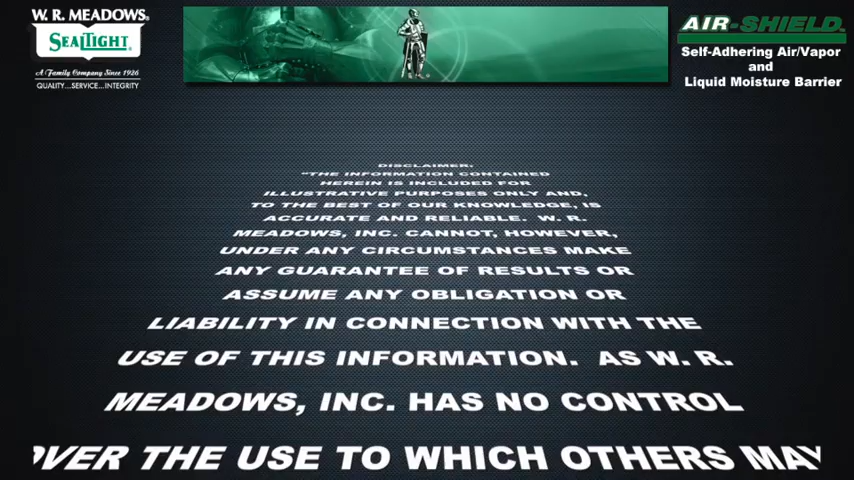 W. R. MEADOWS®
SEALTIGHT®
A Family Company Since 1926
QUALITY...SERVICE...INTEGRITY
AIR-SHIELD
Self-Adhering Air/Vapor
and
Liquid Moisture Barrier
DISCLAIMER:
"THE INFORMATION CONTAINED
HEREIN IS INCLUDED FOR
ILLUSTRATIVE PURPOSES ONLY AND,
TO THE BEST OF OUR KNOWLEDGE, IS
ACCURATE AND RELIABLE. W. R.
MEADOWS, INC. CANNOT, HOWEVER,
UNDER ANY CIRCUMSTANCES MAKE
ANY GUARANTEE OF RESULTS OR
ASSUME ANY OBLIGATION OR
LIABILITY IN CONNECTION WITH THE
USE OF THIS INFORMATION. AS W. R.
MEADOWS, INC. HAS NO CONTROL
OVER THE USE TO WHICH OTHERS MAY